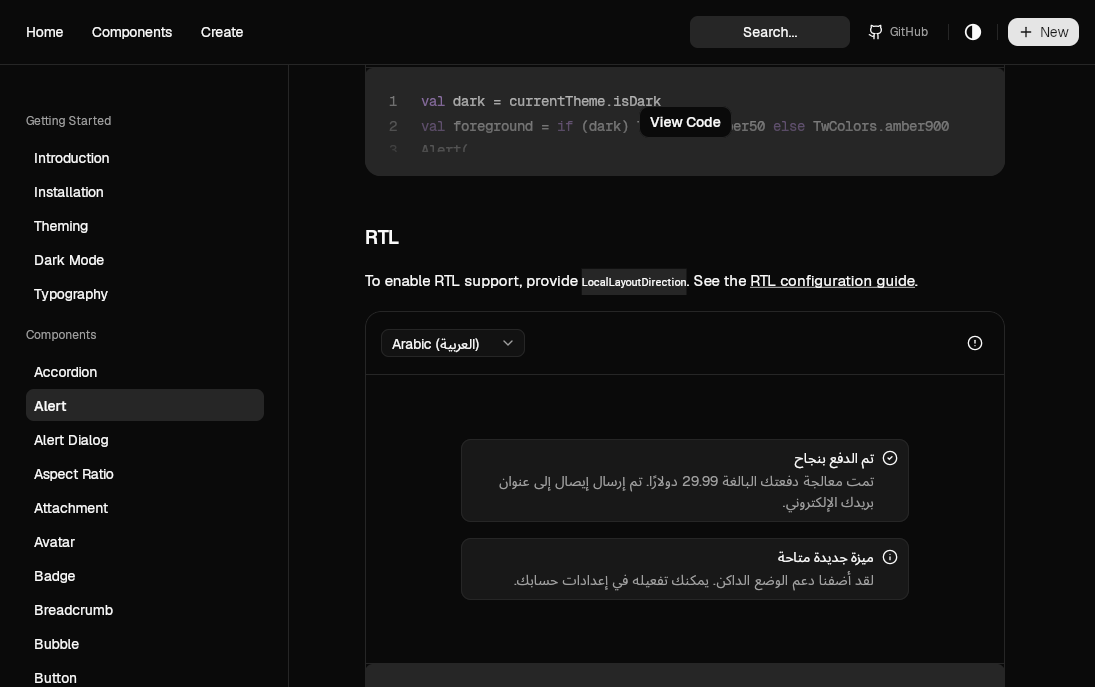 Home
Components
Create
Search...
GitHub
New
Getting Started
Introduction
Installation
Theming
Dark Mode
Typography
Components
Accordion
Alert
Alert Dialog
Aspect Ratio
Attachment
Avatar
Badge
Breadcrumb
Bubble
Button
1 val dark = currentTheme.isDark
2 val foreground = if (dark) er50 else TwColors.amber900
3 Alert(
View Code
RTL
To enable RTL support, provide LocalLayoutDirection. See the RTL configuration guide.
Arabic (العربية)
تم الدفع بنجاح
تمت معالجة دفعتك البالغة 29.99 دولارًا. تم إرسال إيصال إلى عنوان
بريدك الإلكتروني.
ميزة جديدة متاحة
لقد أضفنا دعم الوضع الداكن. يمكنك تفعيله في إعدادات حسابك.